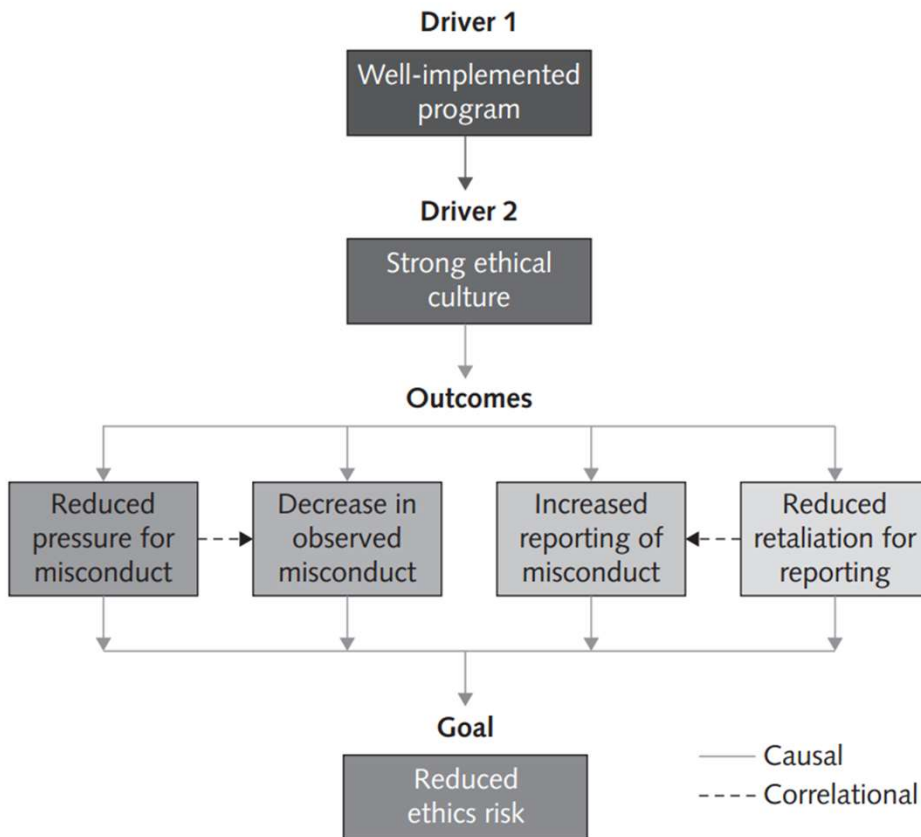 Driver 1
Well-implemented
program
Driver 2
Strong ethical
culture
Outcomes
Reduced
pressure for
misconduct
Decrease in
observed
misconduct
Increased
reporting of
misconduct
Reduced
retaliation for
reporting
Goal
Reduced
ethics risk
Causal
Correlational